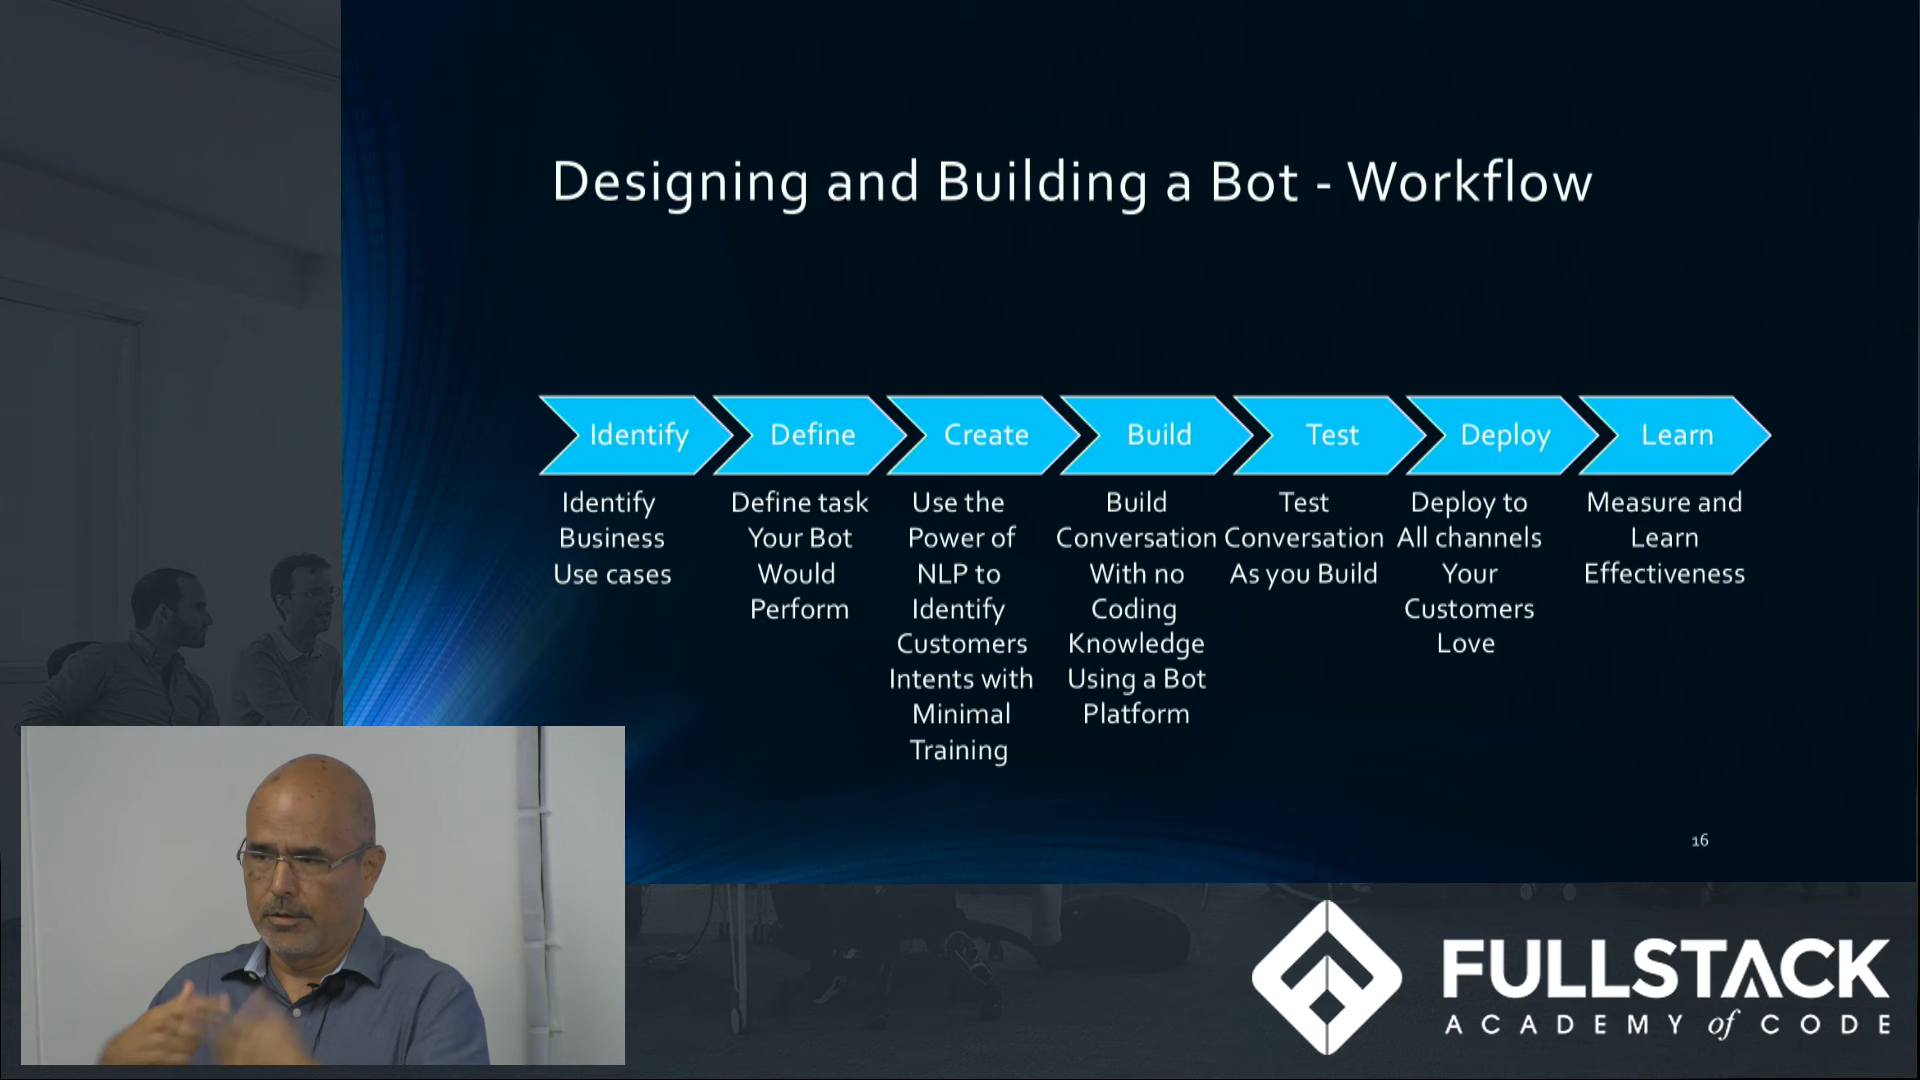 Designing and Building a Bot - Workflow
Identify
Define
Create
Build
Test
Deploy
Learn
Identify
Business
Use cases
Define task
Your Bot
Would
Perform
Use the
Power of
NLP to
Identify
Customers
Intents with
Minimal
Training
Build
Conversation
With no
Coding
Knowledge
Using a Bot
Platform
Test
Conversation
As you Build
Deploy to
All channels
Your
Customers
Love
Measure and
Learn
Effectiveness
16
FULLSTACK
ACADEMY of CODE